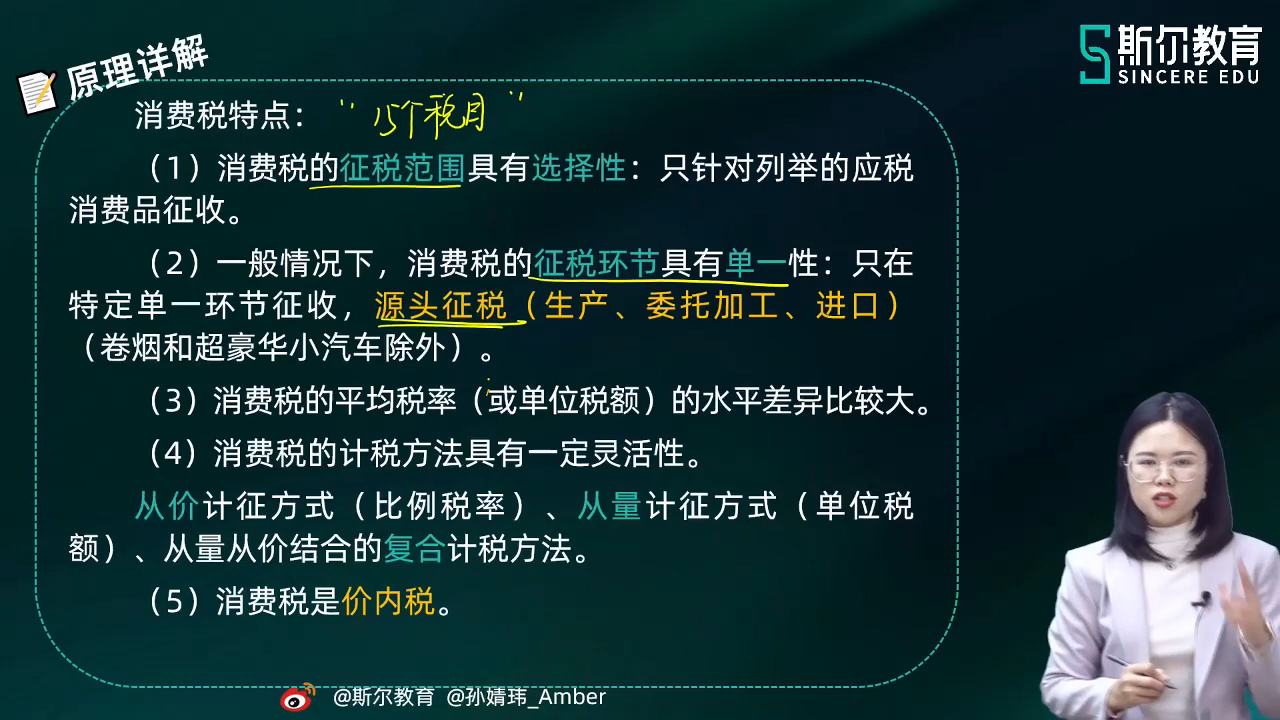 原理详解
斯尔教育
SINCERE EDU
消费税特点： “15个税目”
（1）消费税的征税范围具有选择性：只针对列举的应税
消费品征收。
（2）一般情况下，消费税的征税环节具有单一性：只在
特定单一环节征收，源头征税（生产、委托加工、进口）
（卷烟和超豪华小汽车除外）。
（3）消费税的平均税率（或单位税额）的水平差异比较大。
（4）消费税的计税方法具有一定灵活性。
从价计征方式（比例税率）、从量计征方式（单位税
额）、从量从价结合的复合计税方法。
（5）消费税是价内税。
@斯尔教育 @孙婧玮_Amber